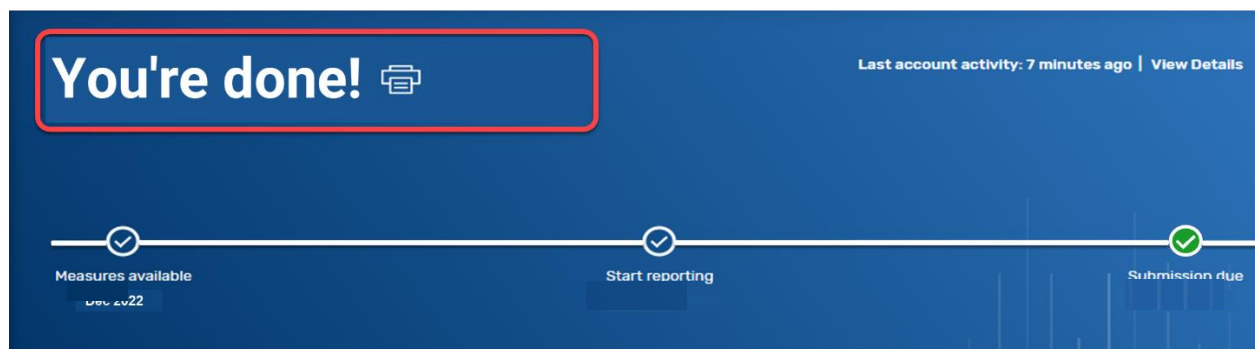 You're done!
Last account activity: 7 minutes ago | View Details
Measures available
Start reporting
Submission due
Dec 2022